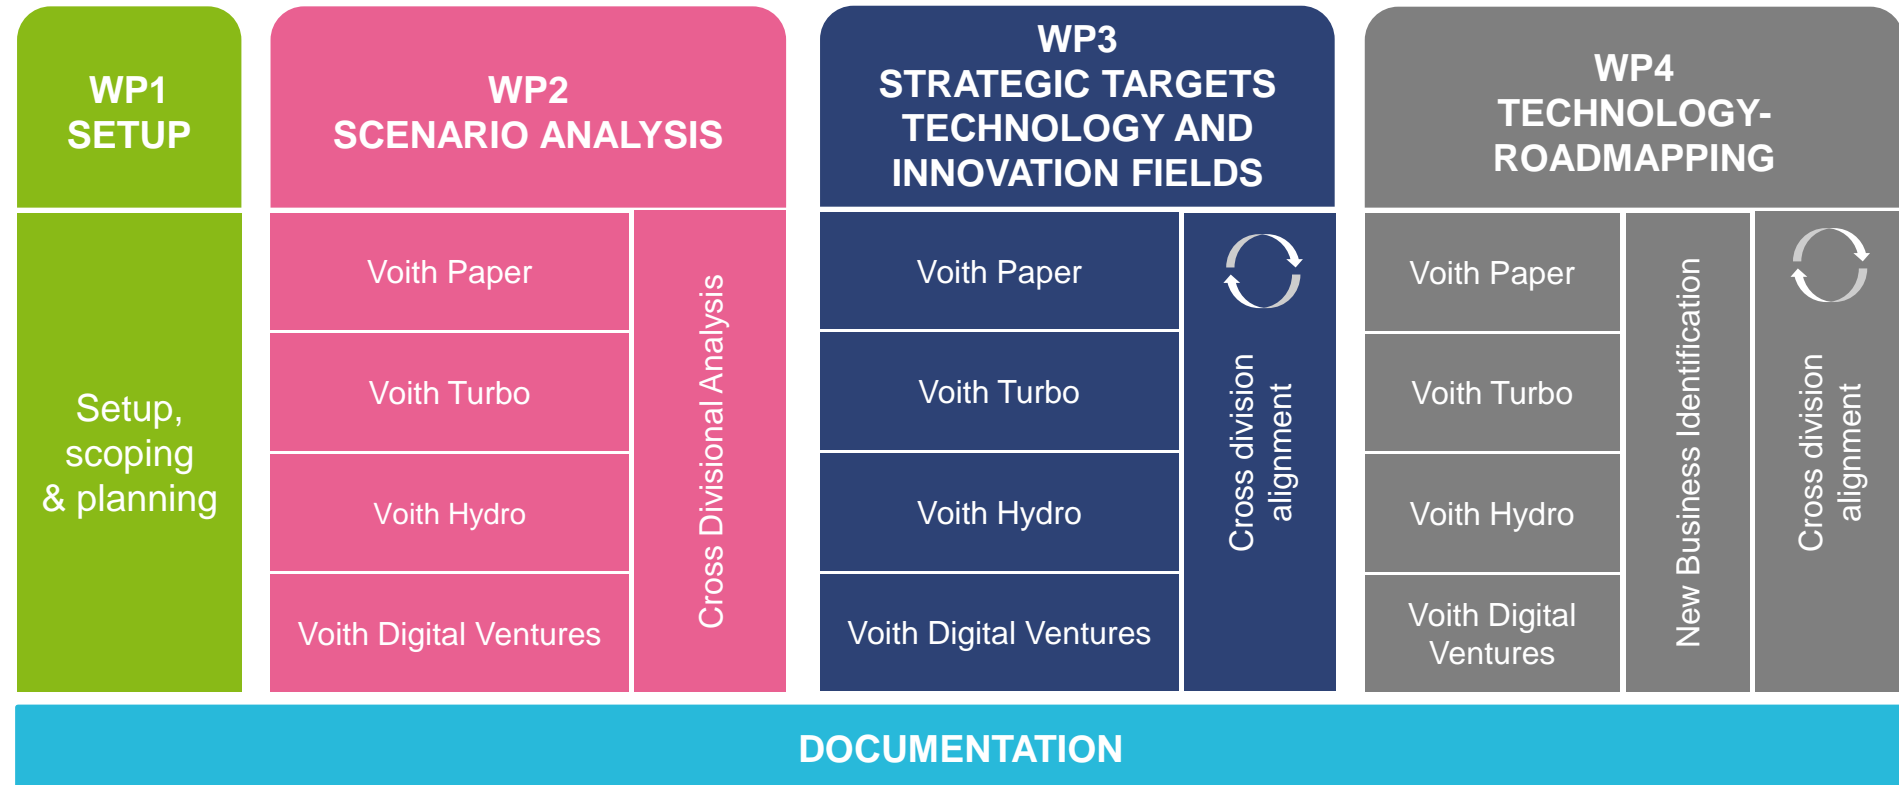 WP1
SETUP
Setup,
scoping
& planning
WP2
SCENARIO ANALYSIS
Voith Paper
Voith Turbo
Voith Hydro
Voith Digital Ventures
Cross Divisional Analysis
WP3
STRATEGIC TARGETS
TECHNOLOGY AND
INNOVATION FIELDS
Voith Paper
Voith Turbo
Voith Hydro
Voith Digital Ventures
Cross division
alignment
WP4
TECHNOLOGY-
ROADMAPPING
Voith Paper
Voith Turbo
Voith Hydro
Voith Digital
Ventures
New Business Identification
Cross division
alignment
DOCUMENTATION